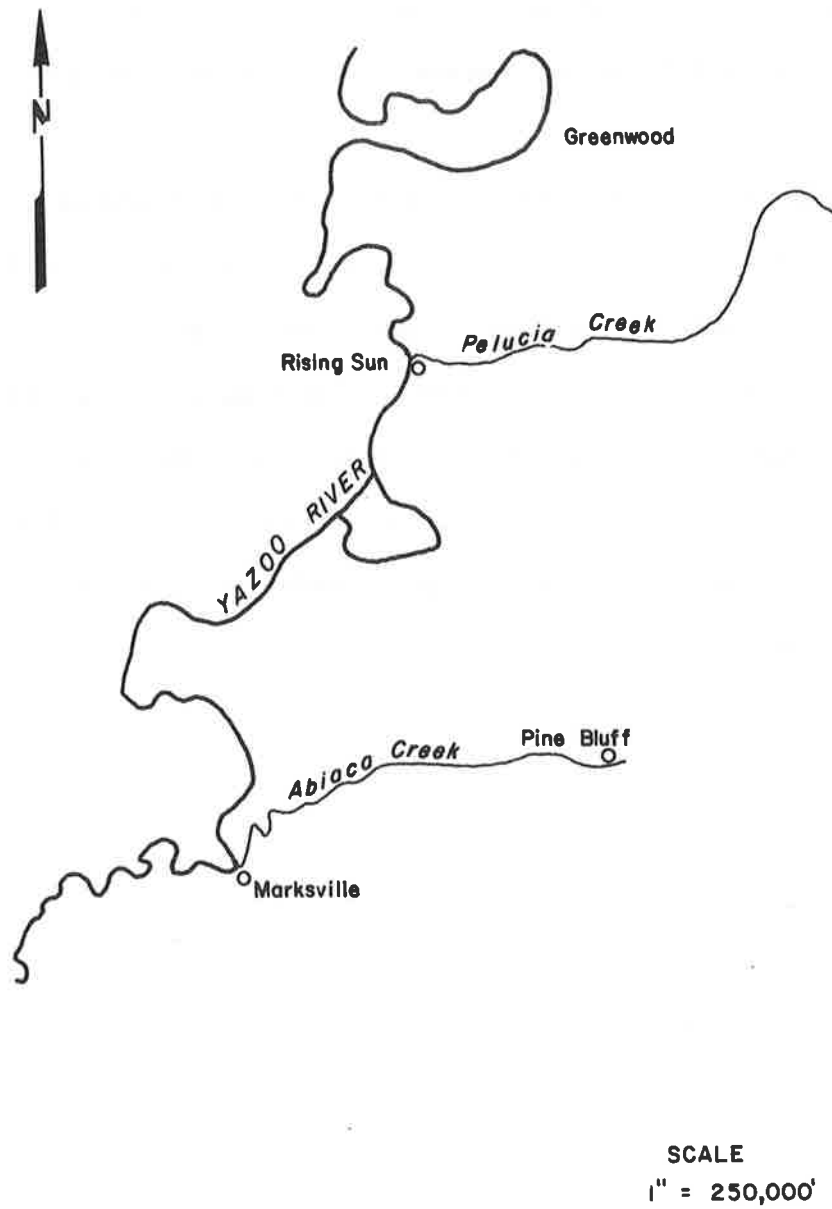 N
Greenwood
Pelucia Creek
Rising Sun
YAZOO RIVER
Pine Bluff
Abiaca Creek
Marksville
SCALE
1" = 250,000'